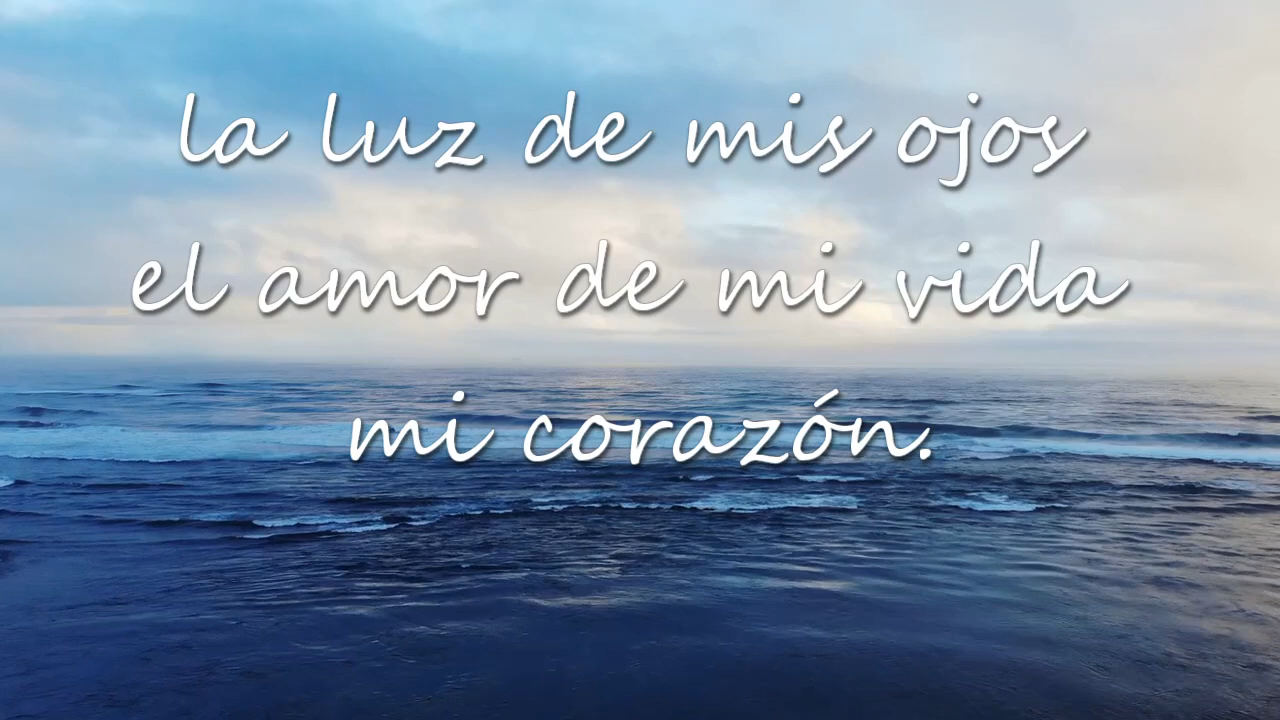 la luz de mis ojos
el amor de mi vida
mi corazón.